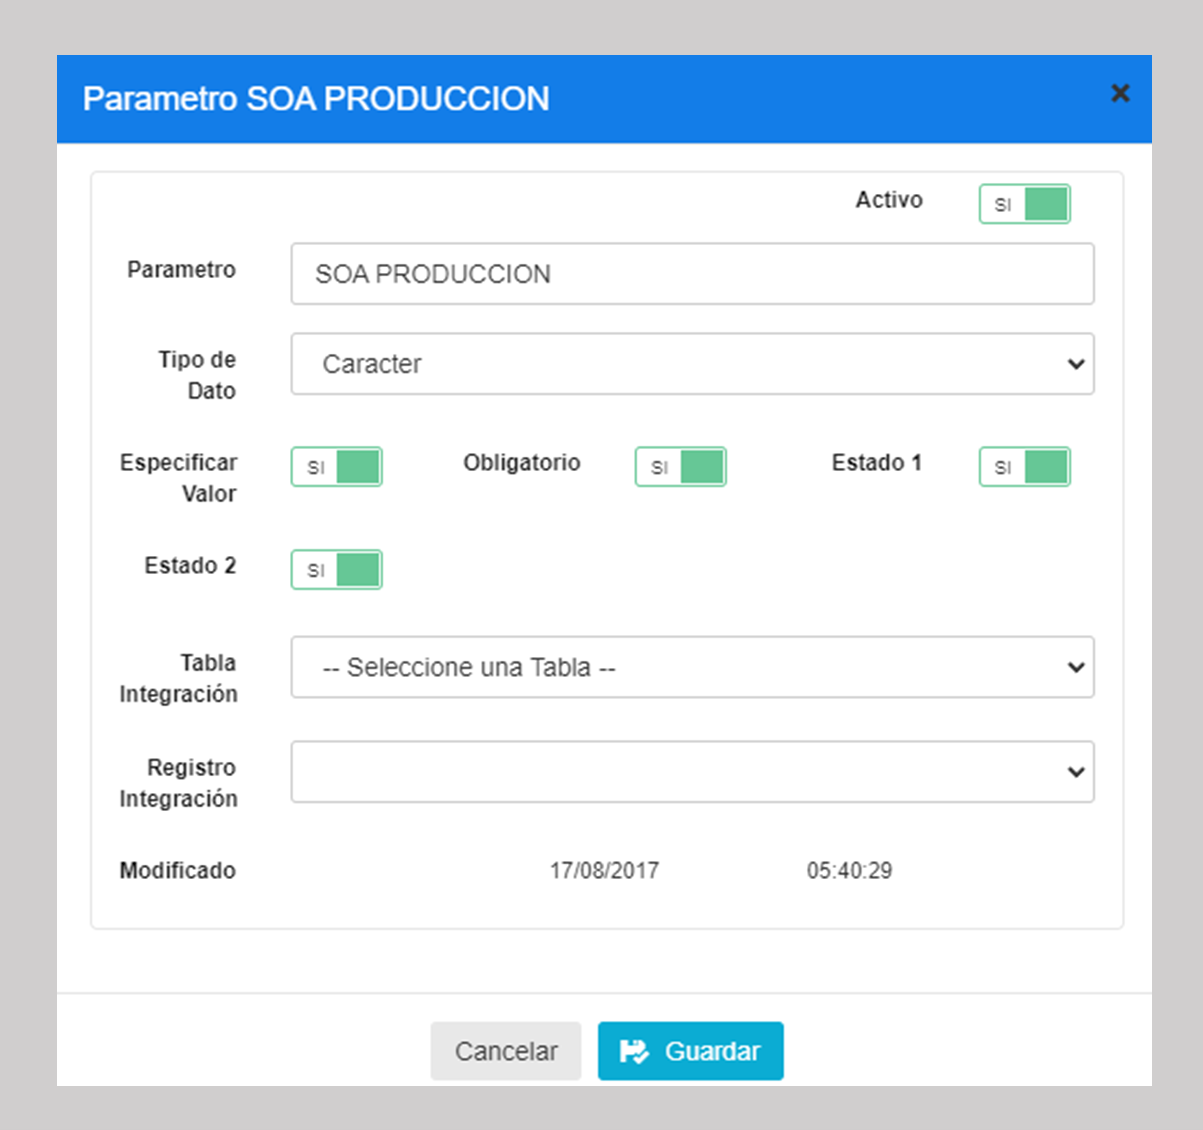 Parametro SOA PRODUCCION
Activo SI
Parametro SOA PRODUCCION
Tipo de Dato Caracter
Especificar Valor SI Obligatorio SI Estado 1 SI
Estado 2 SI
Tabla Integración -- Seleccione una Tabla --
Registro Integración
Modificado 17/08/2017 05:40:29
Cancelar Guardar